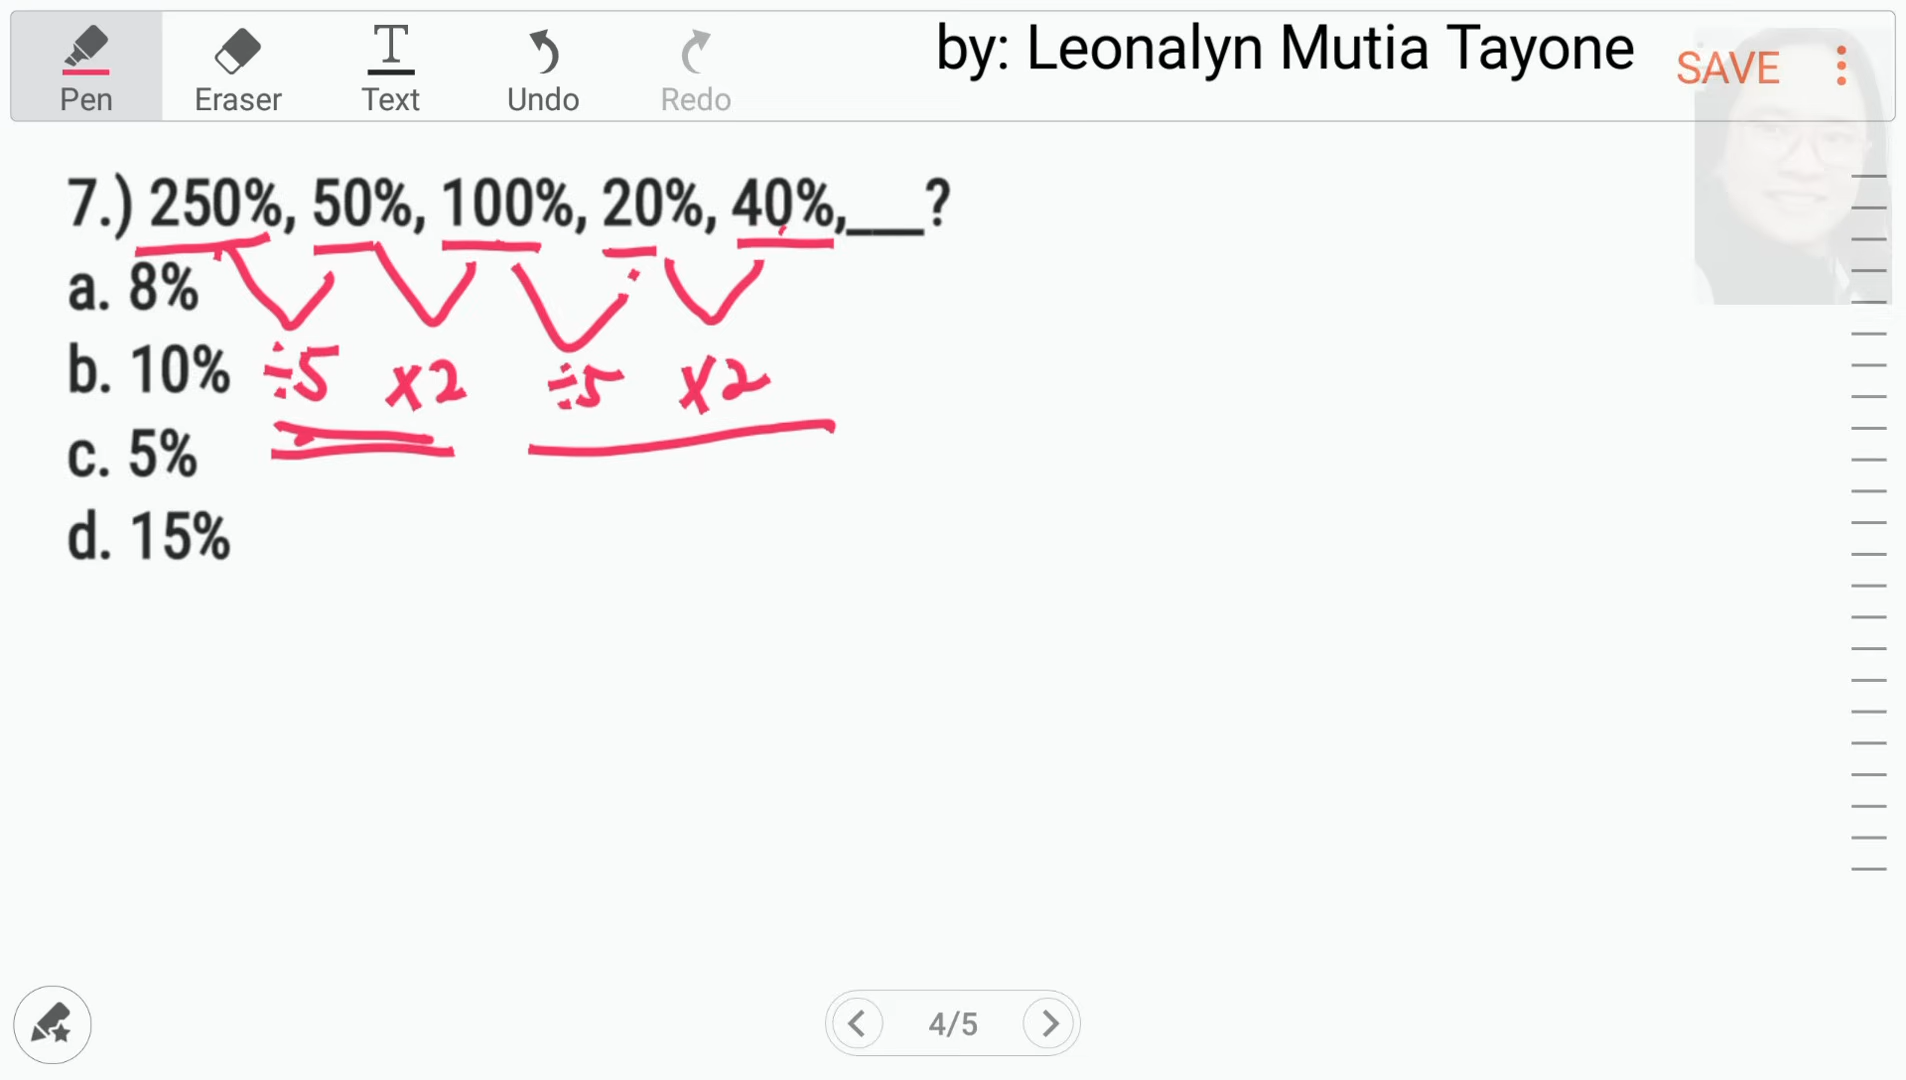 by: Leonalyn Mutia Tayone
Pen Eraser Text Undo Redo SAVE
7.) 250%, 50%, 100%, 20%, 40%,___?
a. 8%
b. 10% ÷5 x2 ÷5 x2
c. 5%
d. 15%
4/5